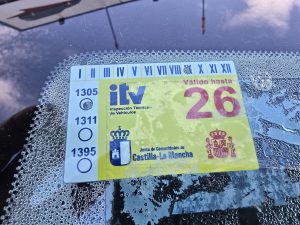 I II III IV V VI VII VIII X XI XII
1305
1311
1395
itv
Inspección Técnica
de Vehículos
Válido hasta
26
Junta de Comunidades de
Castilla-La Mancha